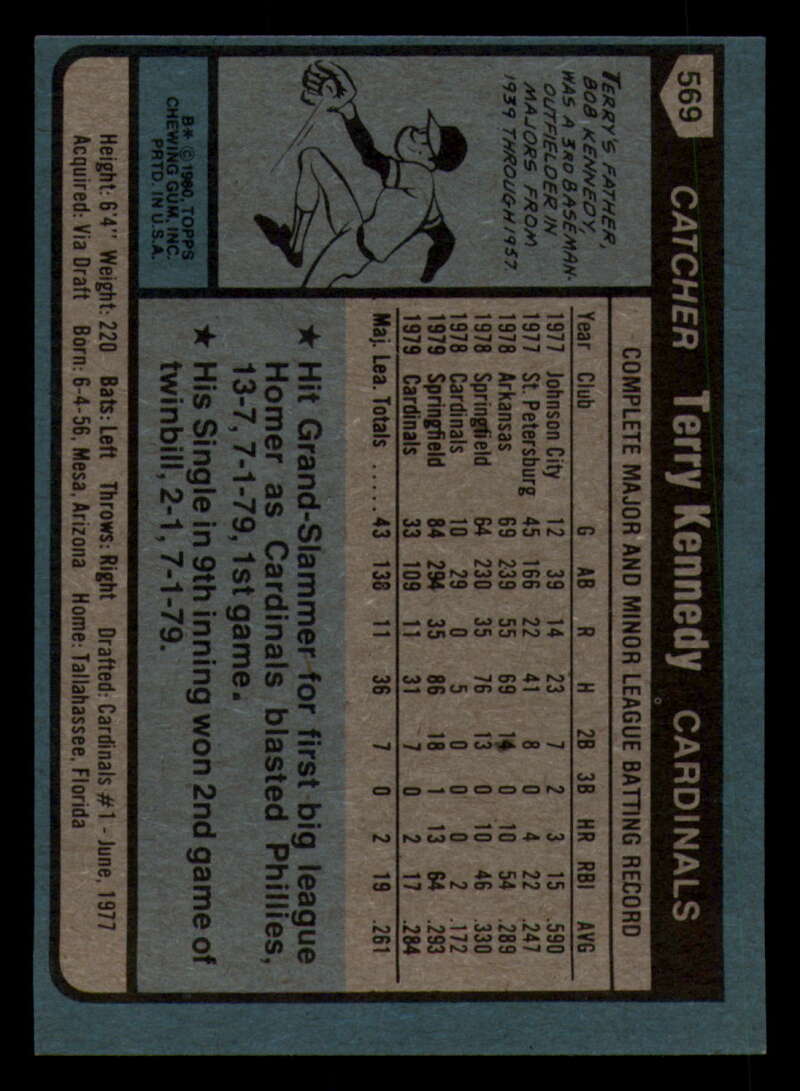 569 CATCHER Terry Kennedy CARDINALS
TERRY'S FATHER,
BOB KENNEDY,
WAS A 3RD BASEMAN-
OUTFIELDER IN
MAJORS FROM
1939 THROUGH 1957.
B* © 1980, TOPPS
CHEWING GUM, INC.
PRTD. IN U.S.A.
COMPLETE MAJOR AND MINOR LEAGUE BATTING RECORD
Year Club G AB R H 2B 3B HR RBI AVG
1977 Johnson City 12 39 14 23 7 2 3 15 .590
1977 St. Petersburg 45 166 22 41 8 0 4 22 .247
1978 Arkansas 69 239 55 69 14 0 10 54 .289
1978 Springfield 64 230 35 76 13 0 10 46 .330
1978 Cardinals 10 29 0 5 0 0 0 2 .172
1979 Springfield 84 294 35 86 18 1 13 64 .293
1979 Cardinals 33 109 11 31 7 0 2 17 .284
Maj. Lea. Totals ..... 43 138 11 36 7 0 2 19 .261
★ Hit Grand-Slammer for first big league
Homer as Cardinals blasted Phillies,
13-7, 7-1-79, 1st game.
★ His Single in 9th inning won 2nd game of
twinbill, 2-1, 7-1-79.
Height: 6'4" Weight: 220 Bats: Left Throws: Right Drafted: Cardinals #1 - June, 1977
Acquired: Via Draft Born: 6-4-56, Mesa, Arizona Home: Tallahassee, Florida